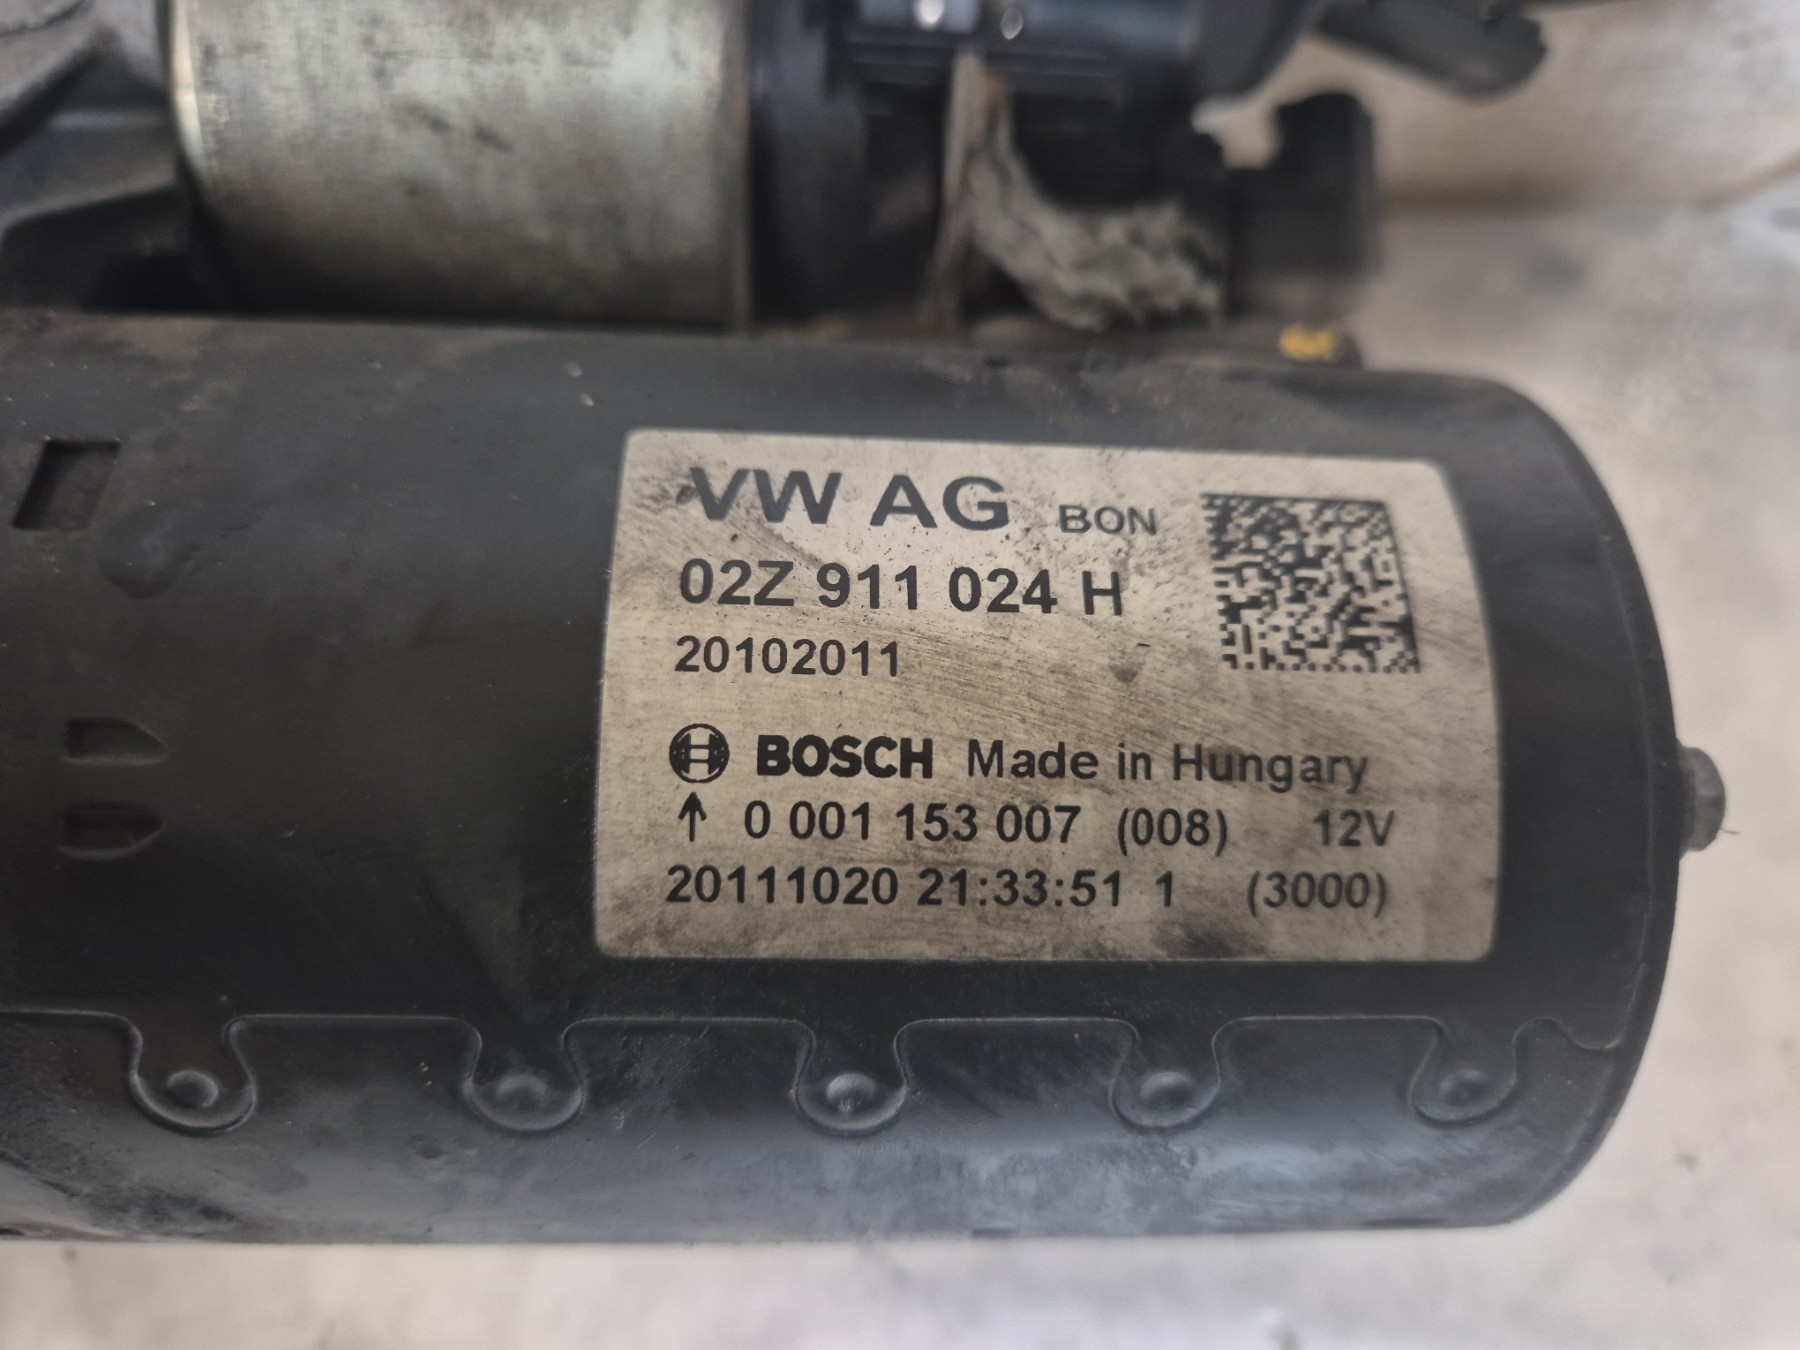 VW AG BON
02Z 911 024 H
20102011
BOSCH Made in Hungary
↑ 0 001 153 007 (008) 12V
20111020 21:33:51 1 (3000)